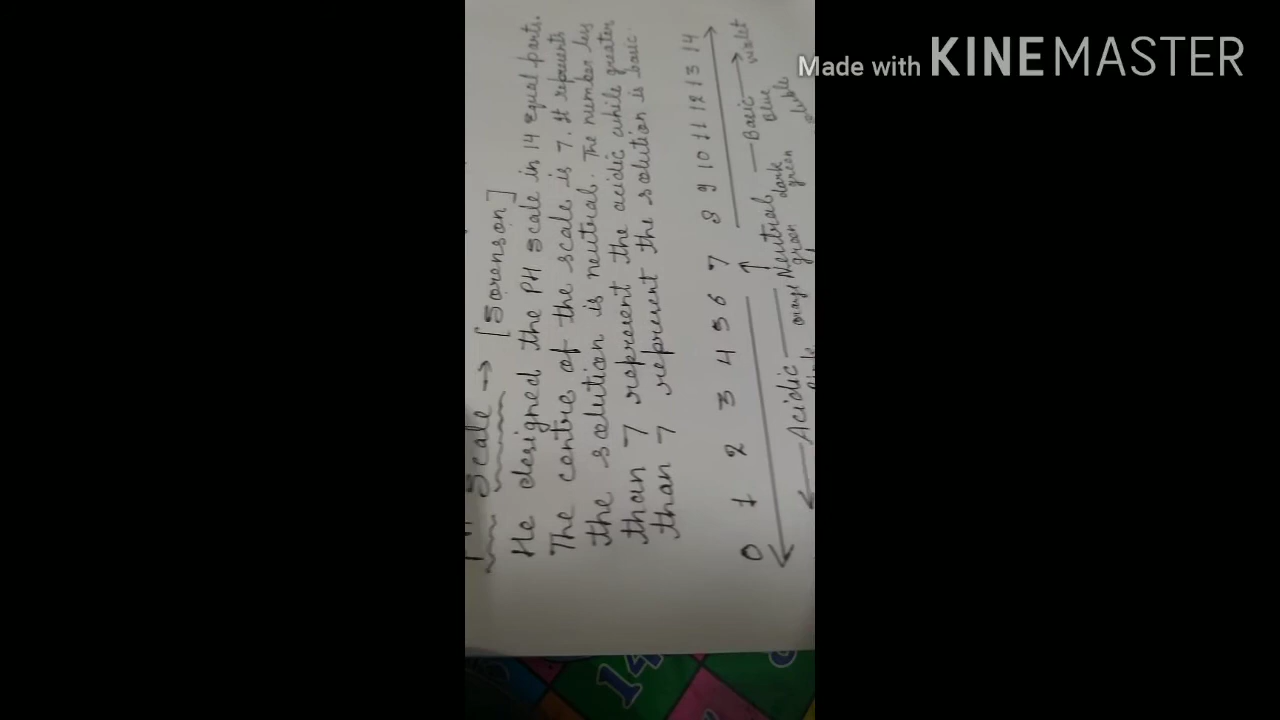 Made with KINEMASTER
Scale → [Sorenson]
He designed the PH scale in 14 equal parts.
The centre of the scale is 7. It represents
the solution is neutral. The number less
than 7 represent the acidic while greater
than 7 represent the solution is basic.
0 1 2 3 4 5 6 7 8 9 10 11 12 13 14
Acidic Neutral Basic
orange green dark green Blue violet
14